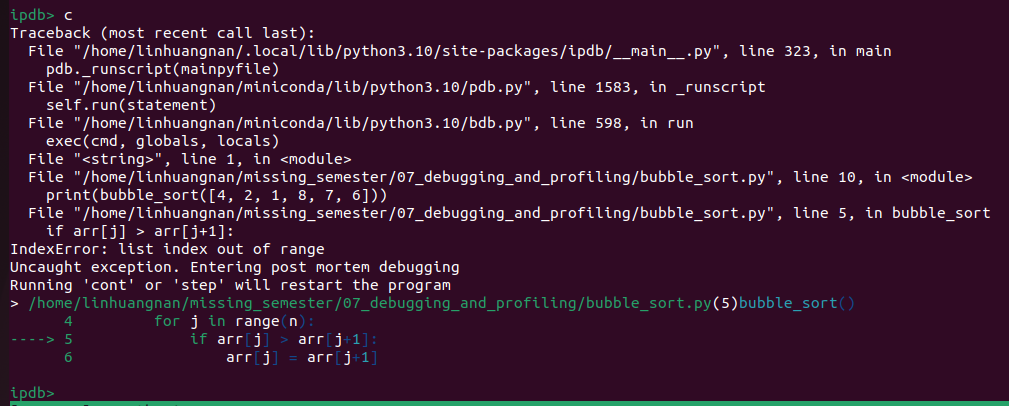 ipdb> c
Traceback (most recent call last):
  File "/home/linhuangnan/.local/lib/python3.10/site-packages/ipdb/__main__.py", line 323, in main
    pdb._runscript(mainpyfile)
  File "/home/linhuangnan/miniconda/lib/python3.10/pdb.py", line 1583, in _runscript
    self.run(statement)
  File "/home/linhuangnan/miniconda/lib/python3.10/bdb.py", line 598, in run
    exec(cmd, globals, locals)
  File "<string>", line 1, in <module>
  File "/home/linhuangnan/missing_semester/07_debugging_and_profiling/bubble_sort.py", line 10, in <module>
    print(bubble_sort([4, 2, 1, 8, 7, 6]))
  File "/home/linhuangnan/missing_semester/07_debugging_and_profiling/bubble_sort.py", line 5, in bubble_sort
    if arr[j] > arr[j+1]:
IndexError: list index out of range
Uncaught exception. Entering post mortem debugging
Running 'cont' or 'step' will restart the program
> /home/linhuangnan/missing_semester/07_debugging_and_profiling/bubble_sort.py(5)bubble_sort()
      4         for j in range(n):
----> 5             if arr[j] > arr[j+1]:
      6                 arr[j] = arr[j+1]
ipdb>